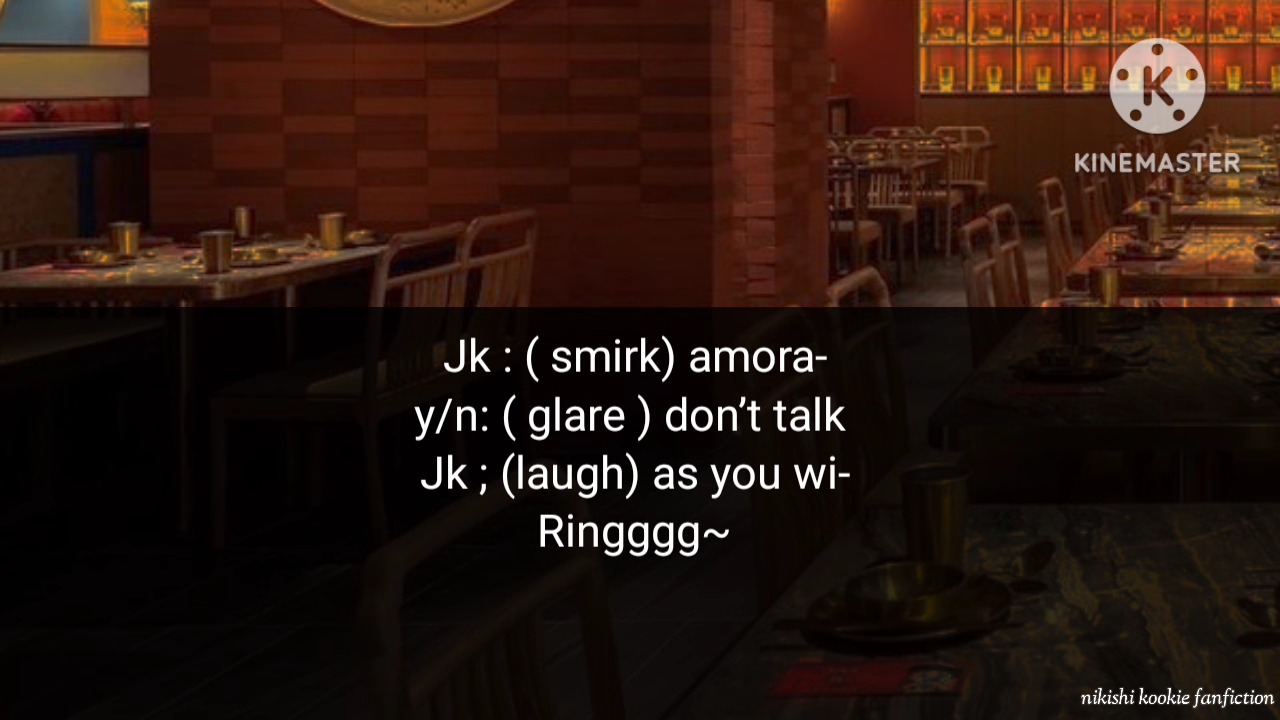 KINEMASTER
Jk : ( smirk) amora-
y/n: ( glare ) don’t talk
Jk ; (laugh) as you wi-
Ringggg~
nikishi kookie fanfiction